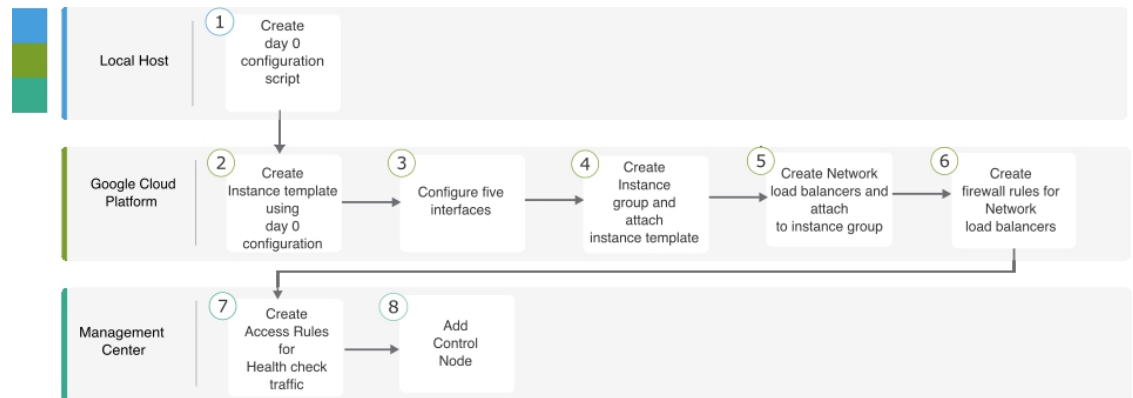 Local Host
1
Create
day 0
configuration
script
Google Cloud
Platform
2
Create
Instance template
using
day 0
configuration
3
Configure five
interfaces
4
Create
Instance
group and
attach
instance template
5
Create Network
load balancers and
attach
to instance group
6
Create
firewall rules for
Network
load balancers
Management
Center
7
Create
Access Rules
for
Health check
traffic
8
Add
Control
Node